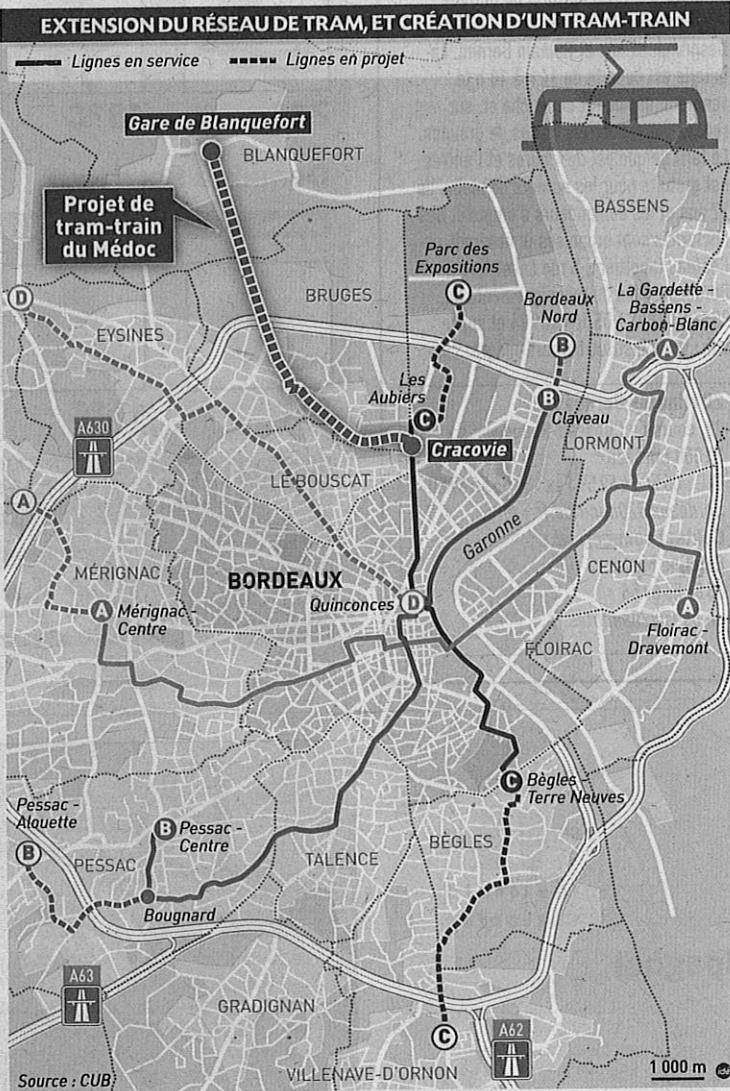 EXTENSION DU RÉSEAU DE TRAM, ET CRÉATION D'UN TRAM-TRAIN
Lignes en service
Lignes en projet
Gare de Blanquefort
BLANQUEFORT
BASSENS
Projet de
tram-train
du Médoc
Parc des
Expositions
C
Bordeaux
Nord
B
La Gardette -
Bassens -
Carbon-Blanc
A
D
BRUGES
EYSINES
Les
Aubiers
C
B
Claveau
A630
Cracovie
LORMONT
LE BOUSCAT
A
Garonne
MÉRIGNAC
BORDEAUX
CENON
A
Mérignac -
Centre
Quinconces
D
A
Floirac -
Dravemont
FLOIRAC
C
Bègles -
Terre Neuves
Pessac -
Alouette
B
B
Pessac -
Centre
PESSAC
TALENCE
BÈGLES
Bougnard
A63
GRADIGNAN
C
A62
VILLENAVE-D'ORNON
Source : CUB
1 000 m